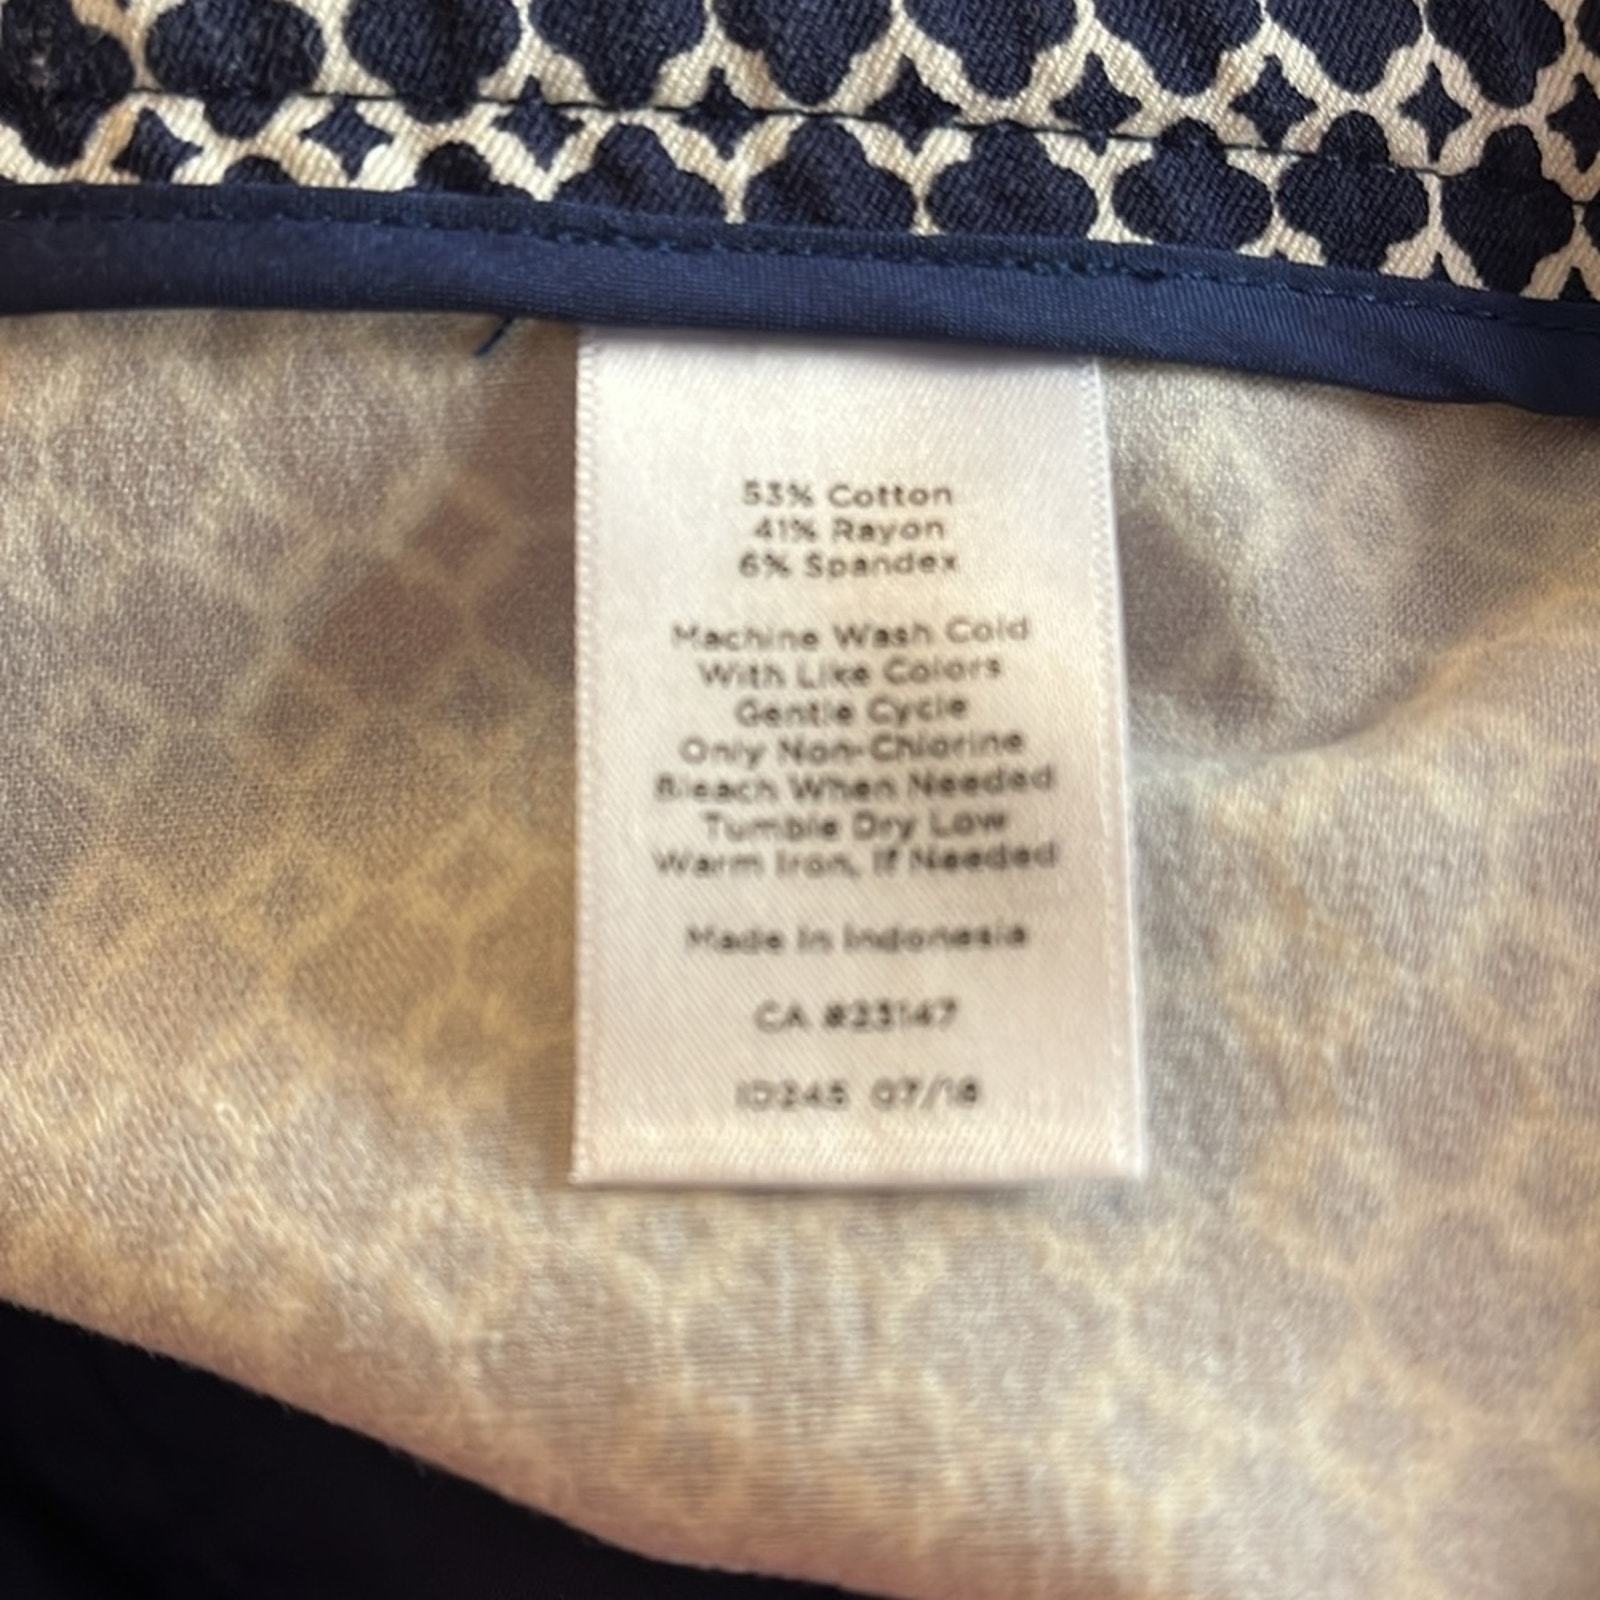 53% Cotton
41% Rayon
6% Spandex
Machine Wash Cold
With Like Colors
Gentle Cycle
Only Non-Chlorine
Bleach When Needed
Tumble Dry Low
Warm Iron, If Needed
Made In Indonesia
CA #23147
ID245 07/18